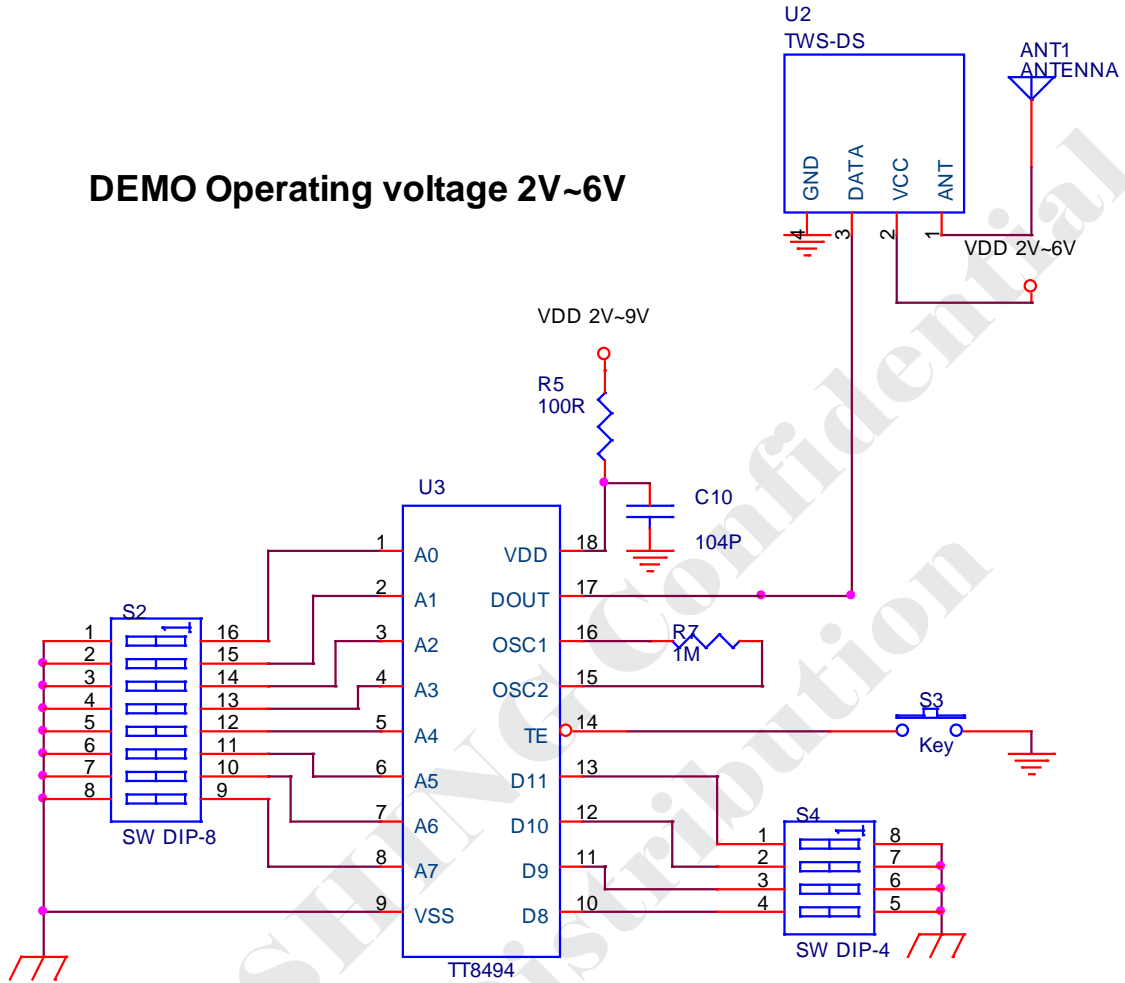 U2
TWS-DS
ANT1
ANTENNA
DEMO Operating voltage 2V~6V
GND
DATA
VCC
ANT
4
3
2
1
VDD 2V~6V
VDD 2V~9V
R5
100R
U3
C10
104P
1
A0
VDD
18
2
A1
DOUT
17
3
A2
OSC1
16
R7
1M
4
A3
OSC2
15
5
A4
TE
14
S3
Key
6
A5
D11
13
7
A6
D10
12
8
A7
D9
11
9
VSS
D8
10
TT8494
S2
1
16
2
15
3
14
4
13
5
12
6
11
7
10
8
9
SW DIP-8
S4
1
8
2
7
3
6
4
5
SW DIP-4
SHING Confidential
istribution